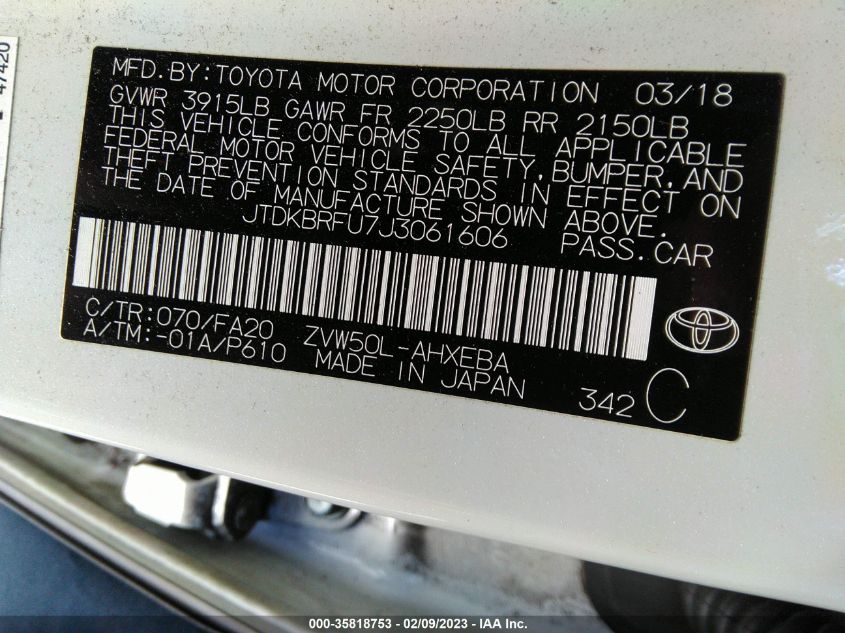 47420
MFD.BY:TOYOTA MOTOR CORPORATION 03/18
GVWR 3915LB GAWR FR 2250LB RR 2150LB
THIS VEHICLE CONFORMS TO ALL APPLICABLE
FEDERAL MOTOR VEHICLE SAFETY,BUMPER,AND
THEFT PREVENTION STANDARDS IN EFFECT ON
THE DATE OF MANUFACTURE SHOWN ABOVE.
JTDKBRFU7J3061606 PASS.CAR
C/TR:070/FA20 ZVW50L-AHXEBA
A/TM:-01A/P610 MADE IN JAPAN
342 C
000-35818753 - 02/09/2023 - IAA Inc.